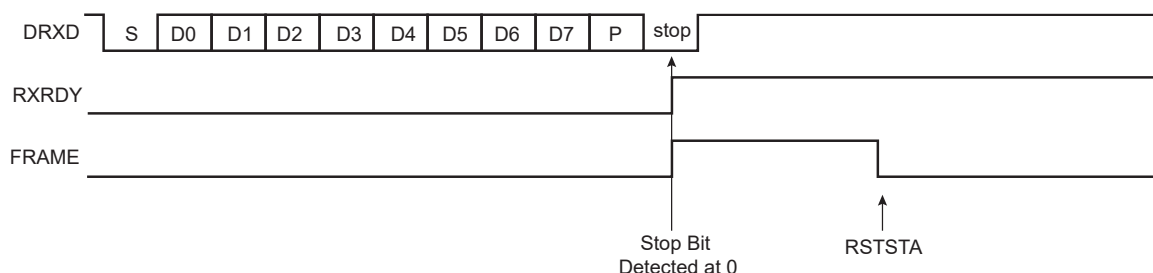 DRXD S D0 D1 D2 D3 D4 D5 D6 D7 P stop
RXRDY
FRAME
Stop Bit
Detected at 0
RSTSTA